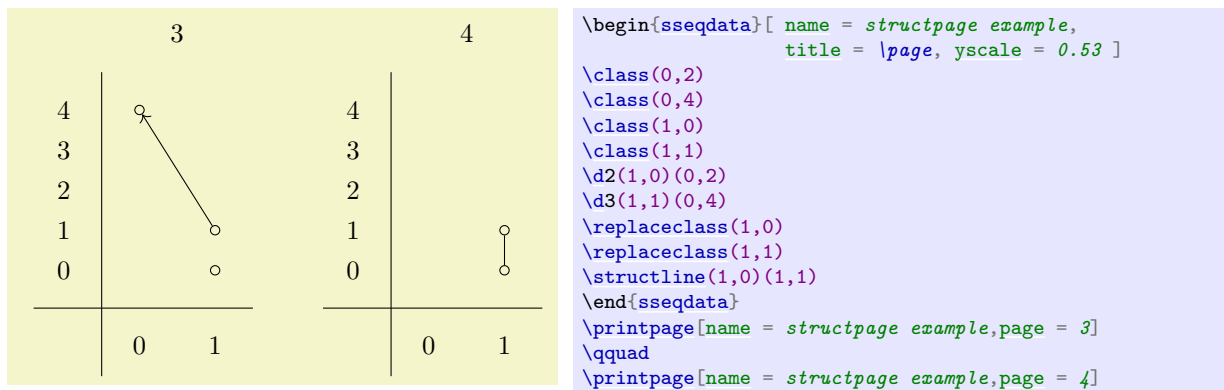 3 4
4 4
3 3
2 2
1 1
0 0
0 1 0 1
\begin{sseqdata}[ name = structpage example,
title = \page, yscale = 0.53 ]
\class(0,2)
\class(0,4)
\class(1,0)
\class(1,1)
\d2(1,0)(0,2)
\d3(1,1)(0,4)
\replaceclass(1,0)
\replaceclass(1,1)
\structline(1,0)(1,1)
\end{sseqdata}
\printpage[name = structpage example,page = 3]
\qquad
\printpage[name = structpage example,page = 4]